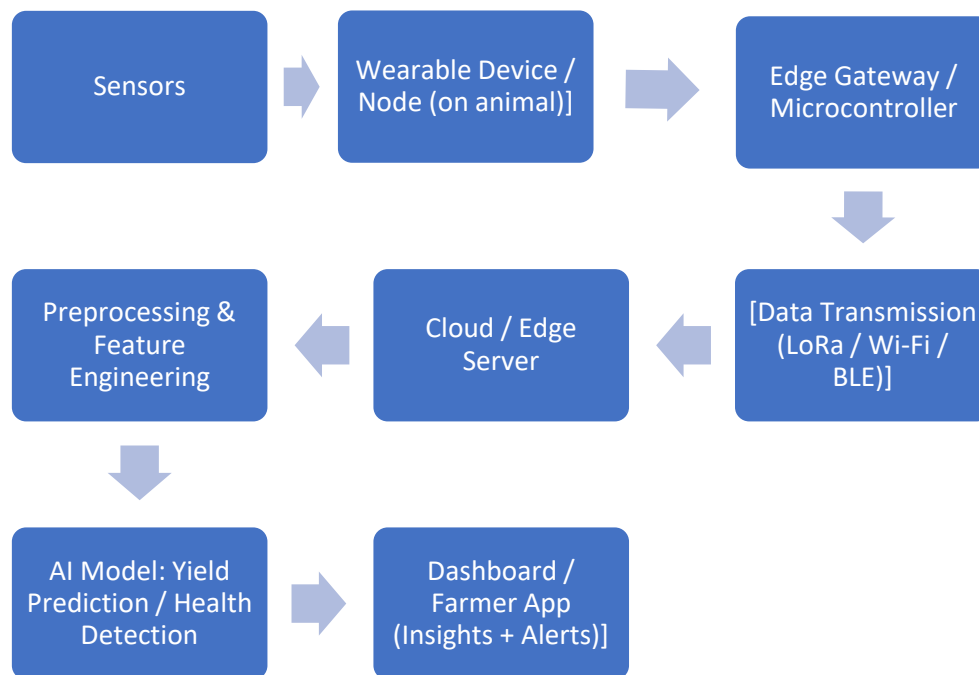 Sensors
Wearable Device /
Node (on animal)]
Edge Gateway /
Microcontroller
[Data Transmission
(LoRa / Wi-Fi /
BLE)]
Cloud / Edge
Server
Preprocessing &
Feature
Engineering
AI Model: Yield
Prediction / Health
Detection
Dashboard /
Farmer App
(Insights + Alerts)]